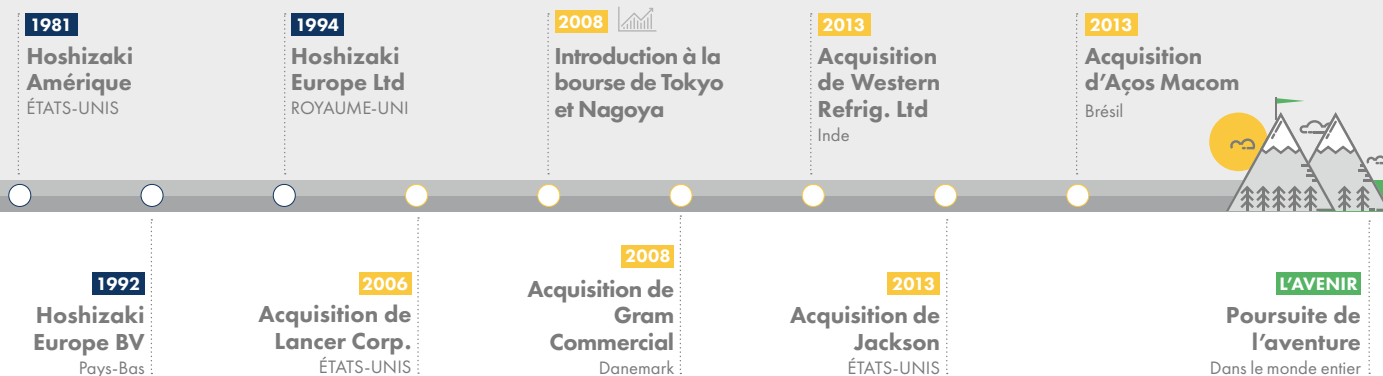 1981
Hoshizaki
Amérique
ÉTATS-UNIS
1994
Hoshizaki
Europe Ltd
ROYAUME-UNI
2008
Introduction à la
bourse de Tokyo
et Nagoya
2013
Acquisition
de Western
Refrig. Ltd
Inde
2013
Acquisition
d'Aços Macom
Brésil
1992
Hoshizaki
Europe BV
Pays-Bas
2006
Acquisition de
Lancer Corp.
ÉTATS-UNIS
2008
Acquisition de
Gram
Commercial
Danemark
2013
Acquisition de
Jackson
ÉTATS-UNIS
L'AVENIR
Poursuite de
l'aventure
Dans le monde entier